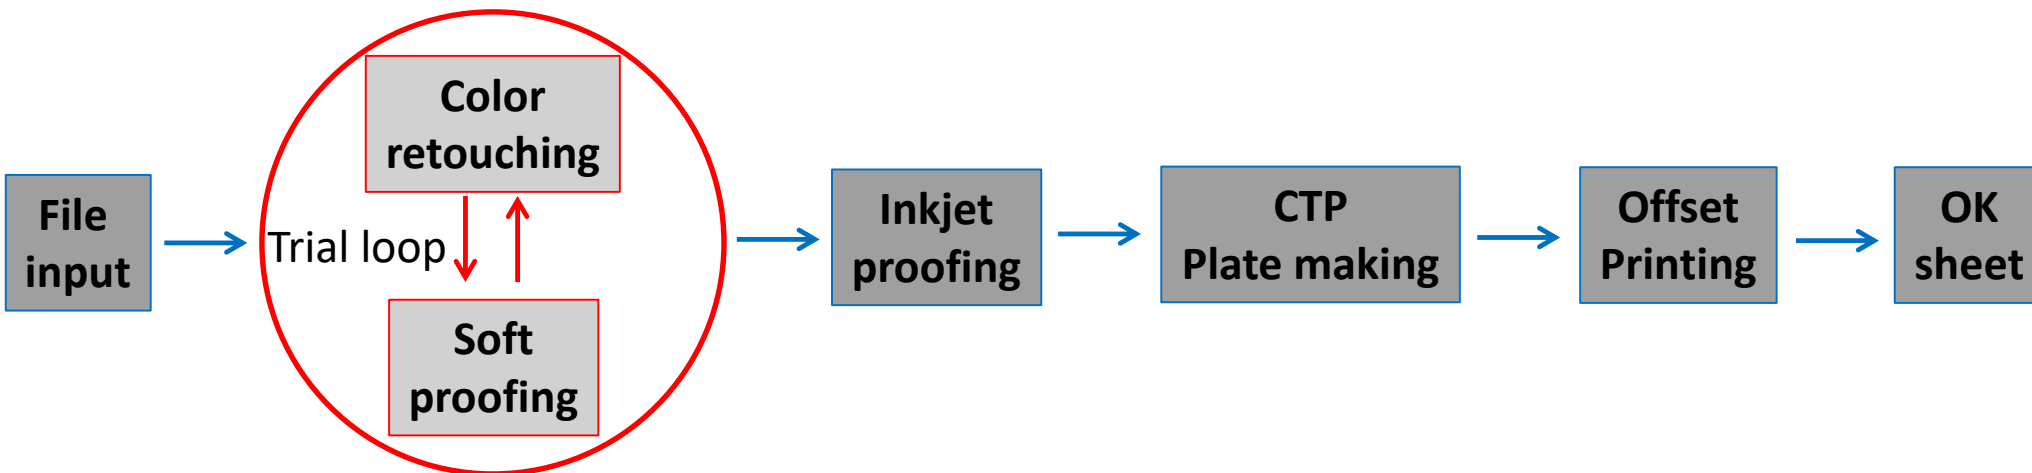 File
input
Color
retouching
Trial loop
Soft
proofing
Inkjet
proofing
CTP
Plate making
Offset
Printing
OK
sheet